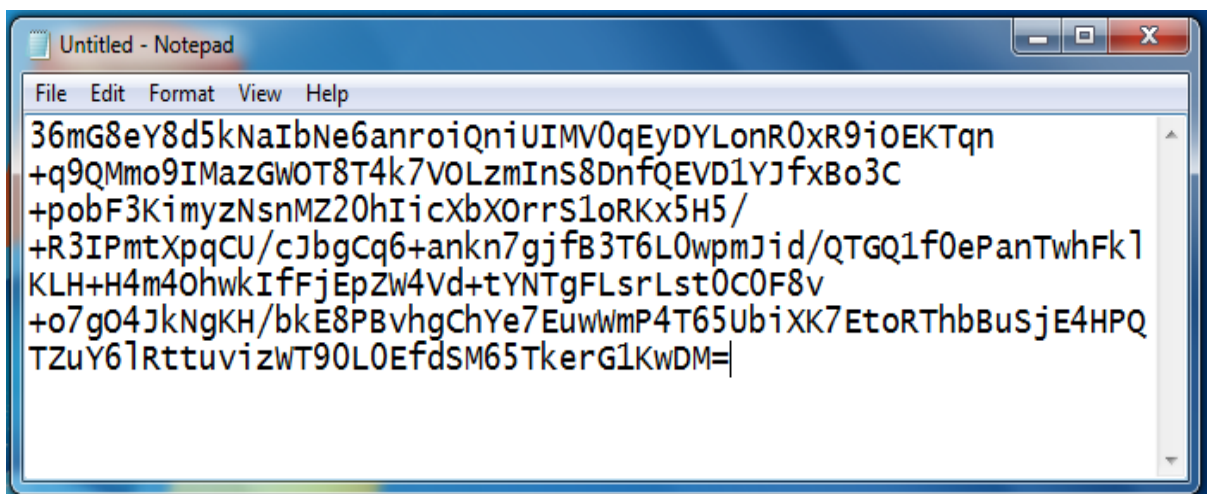 Untitled - Notepad
File Edit Format View Help
36mG8eY8d5kNaIbNe6anroiQniUIMV0qEyDYLonR0xR9iOEKTqn
+q9QMmo9IMazGWOT8T4k7VOLzmInS8DnfQEVD1YJfxBo3C
+pobF3KimyzNsnMZ20hIicXbXOrrS1oRKx5H5/
+R3IPmtXpqCU/cJbgCq6+ankn7gjfB3T6L0wpmJid/QTGQ1f0ePanTwhFkl
KLH+H4m4OhwkIfFjEpZW4Vd+tYNTgFLsrLst0C0F8v
+o7gO4JkNgKH/bkE8PBvhgChYe7EuwWmP4T65UbiXK7EtoRThbBuSjE4HPQ
TZuY6lRttuvizWT90L0EfdSM65TkerG1KwDM=